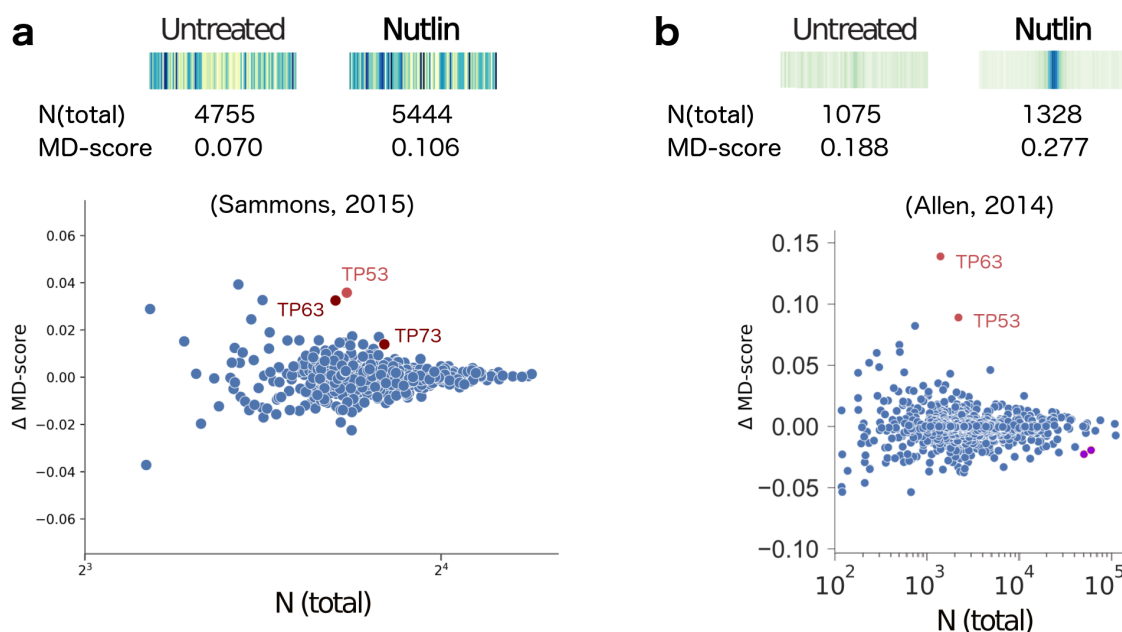 a
Untreated Nutlin
N(total) 4755 5444
MD-score 0.070 0.106
(Sammons, 2015)
0.06
0.04
0.02
0.00
−0.02
−0.04
−0.06
Δ MD-score
TP53
TP63
TP73
2³ 2⁴
N (total)
b
Untreated Nutlin
N(total) 1075 1328
MD-score 0.188 0.277
(Allen, 2014)
0.15
0.10
0.05
0.00
−0.05
−0.10
Δ MD-score
TP63
TP53
10² 10³ 10⁴ 10⁵
N (total)